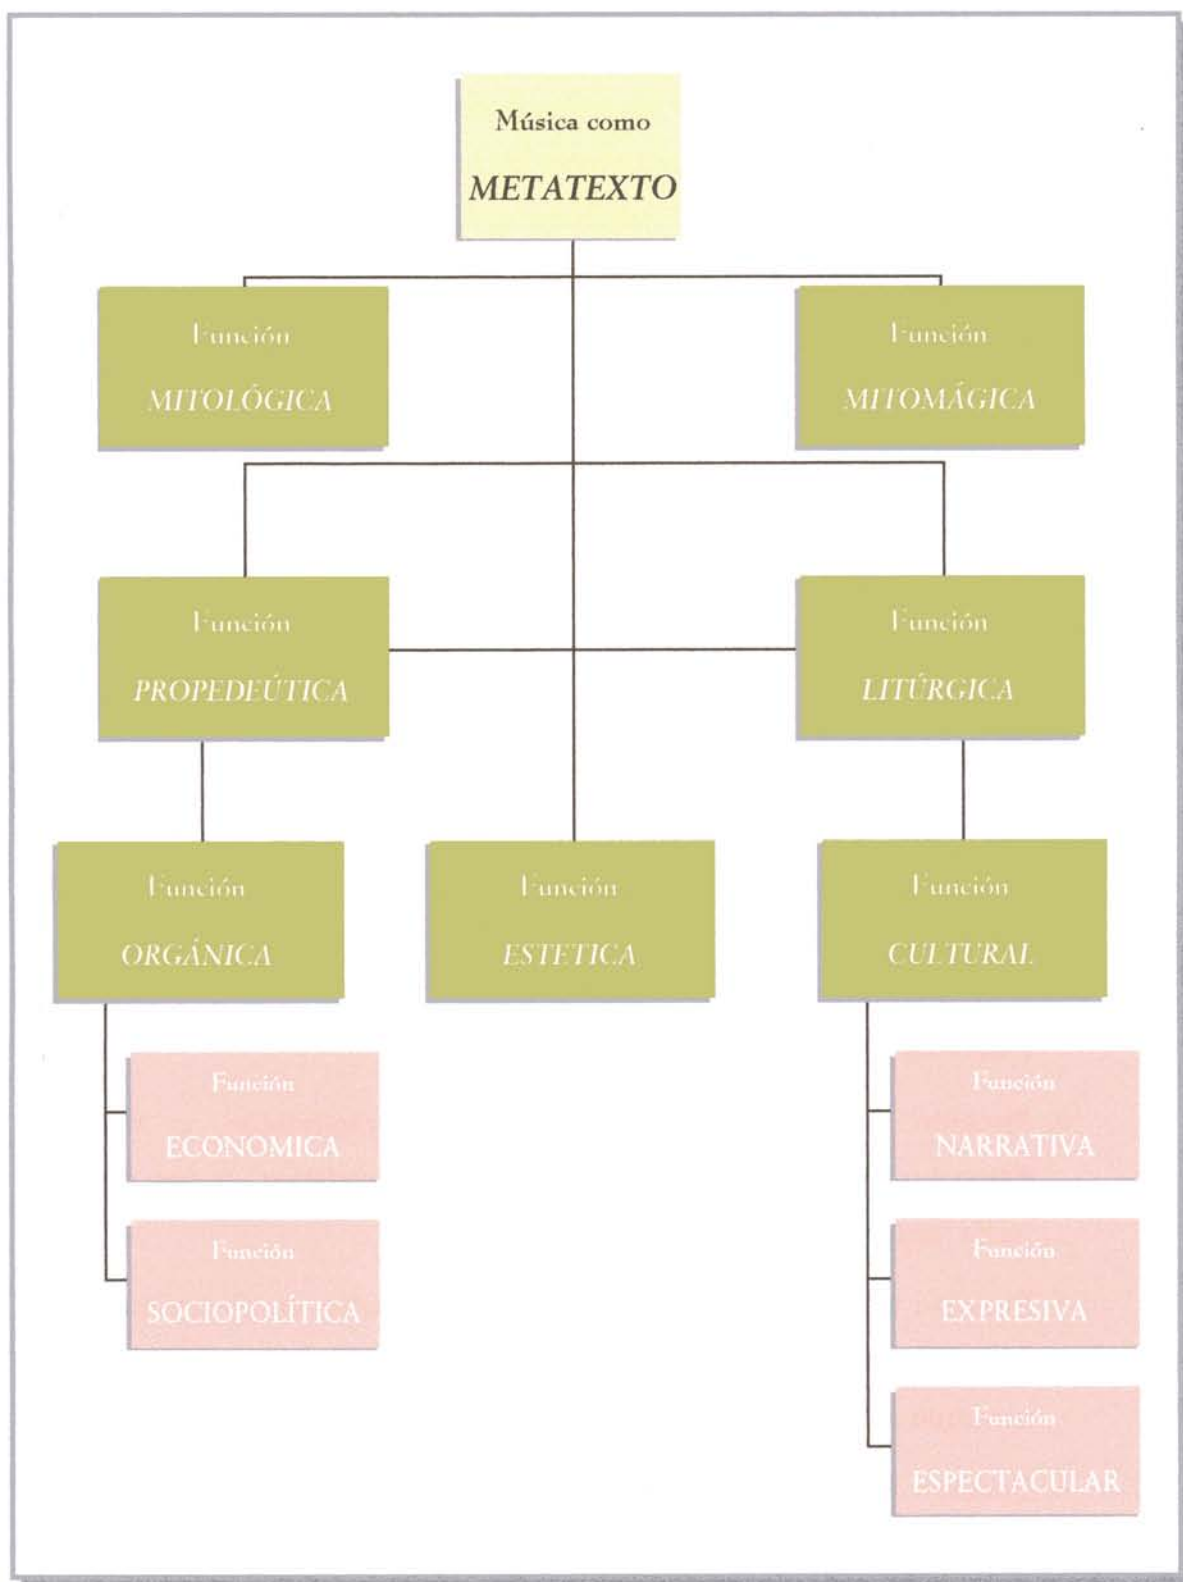 Música como
METATEXTO
Función
MITOLÓGICA
Función
MITOMÁGICA
Función
PROPEDEÚTICA
Función
LITÚRGICA
Función
ORGÁNICA
Función
ESTETICA
Función
CULTURAL
Función
ECONOMICA
Función
SOCIOPOLÍTICA
Función
NARRATIVA
Función
EXPRESIVA
Función
ESPECTACULAR